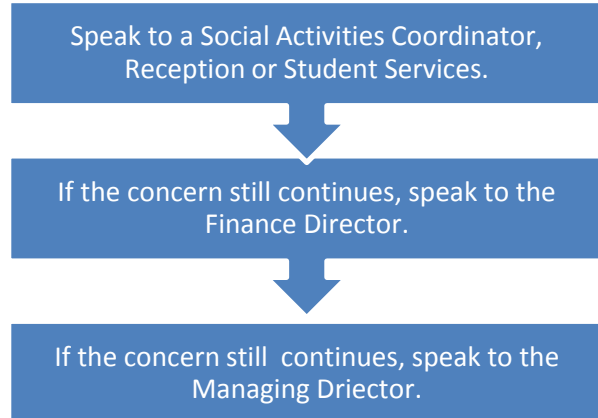 Speak to a Social Activities Coordinator,
Reception or Student Services.
If the concern still continues, speak to the
Finance Director.
If the concern still  continues, speak to the
Managing Driector.